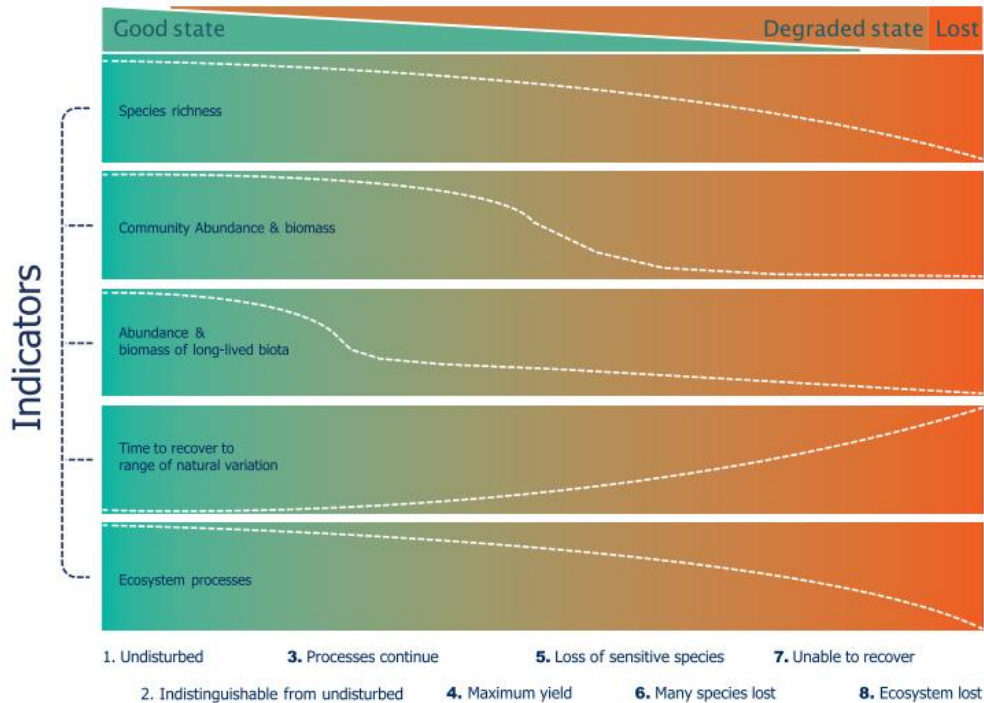 Good state
Degraded state
Lost
Indicators
Species richness
Community Abundance & biomass
Abundance &
biomass of long-lived biota
Time to recover to
range of natural variation
Ecosystem processes
1. Undisturbed
3. Processes continue
5. Loss of sensitive species
7. Unable to recover
2. Indistinguishable from undisturbed
4. Maximum yield
6. Many species lost
8. Ecosystem lost